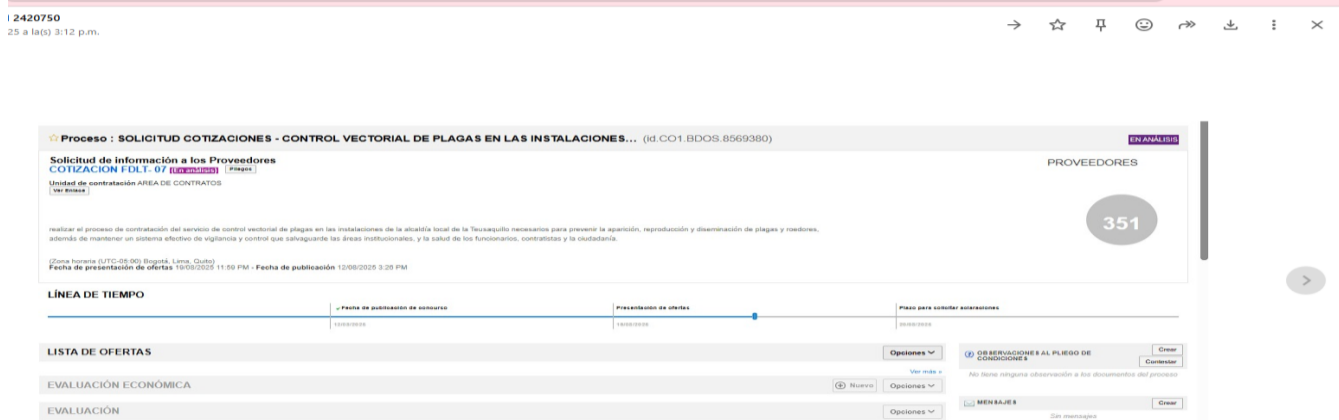 2420750
25 a la(s) 3:12 p.m.
Proceso : SOLICITUD COTIZACIONES - CONTROL VECTORIAL DE PLAGAS EN LAS INSTALACIONES... (id.CO1.BDOS.8569380)
EN ANÁLISIS
Solicitud de información a los Proveedores
COTIZACION FDLT- 07 [En análisis] Pliegos
Unidad de contratación AREA DE CONTRATOS
Ver Enlace
PROVEEDORES
351
realizar el proceso de contratación del servicio de control vectorial de plagas en las instalaciones de la alcaldía local de la Teusaquillo necesarios para prevenir la aparición, reproducción y diseminación de plagas y roedores,
además de mantener un sistema efectivo de vigilancia y control que salvaguarde las áreas institucionales, y la salud de los funcionarios, contratistas y la ciudadanía.
(Zona horaria (UTC-05:00) Bogotá, Lima, Quito)
Fecha de presentación de ofertas 19/08/2025 11:59 PM - Fecha de publicación 12/08/2025 3:26 PM
LÍNEA DE TIEMPO
Fecha de publicación de concurso
Presentación de ofertas
Plazo para solicitar aclaraciones
LISTA DE OFERTAS
Opciones
Ver más »
EVALUACIÓN ECONÓMICA
Nuevo
Opciones
EVALUACIÓN
Opciones
OBSERVACIONES AL PLIEGO DE
CONDICIONES
Crear
Contestar
No tiene ninguna observación a los documentos del proceso
MENSAJES
Crear
Sin mensajes